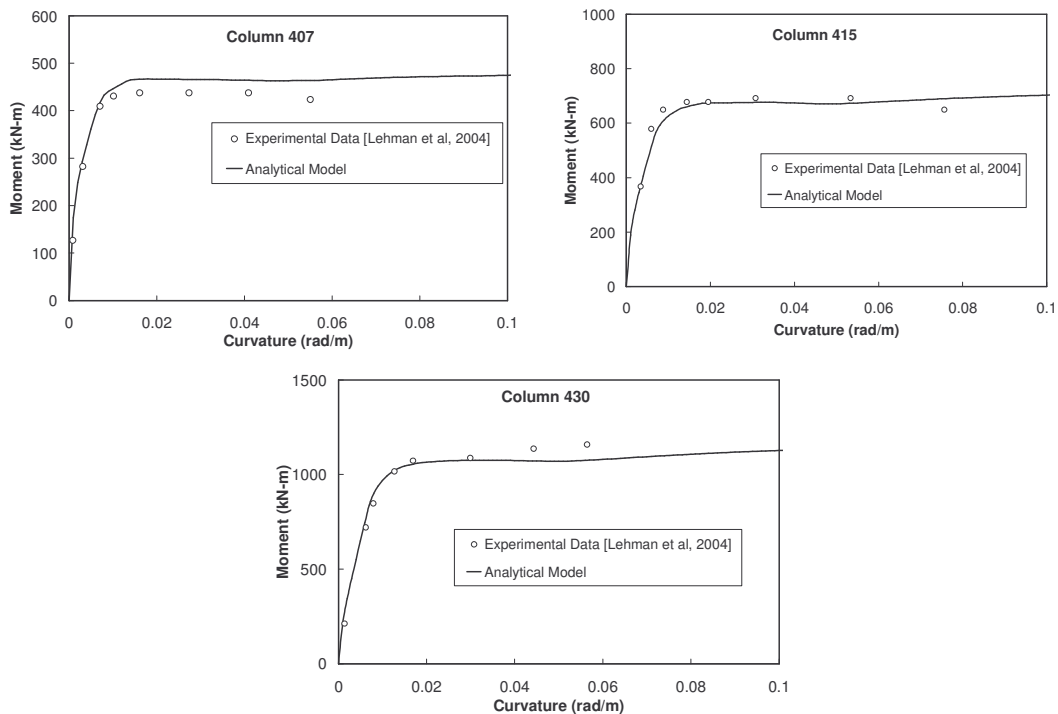 Column 407
Moment (kN-m)
600
500
400
300
200
100
0
Experimental Data [Lehman et al, 2004]
Analytical Model
0 0.02 0.04 0.06 0.08 0.1
Curvature (rad/m)
Column 415
Moment (kN-m)
1000
800
600
400
200
0
Experimental Data [Lehman et al, 2004]
Analytical Model
0 0.02 0.04 0.06 0.08 0.1
Curvature (rad/m)
Column 430
Moment (kN-m)
1500
1000
500
0
Experimental Data [Lehman et al, 2004]
Analytical Model
0 0.02 0.04 0.06 0.08 0.1
Curvature (rad/m)